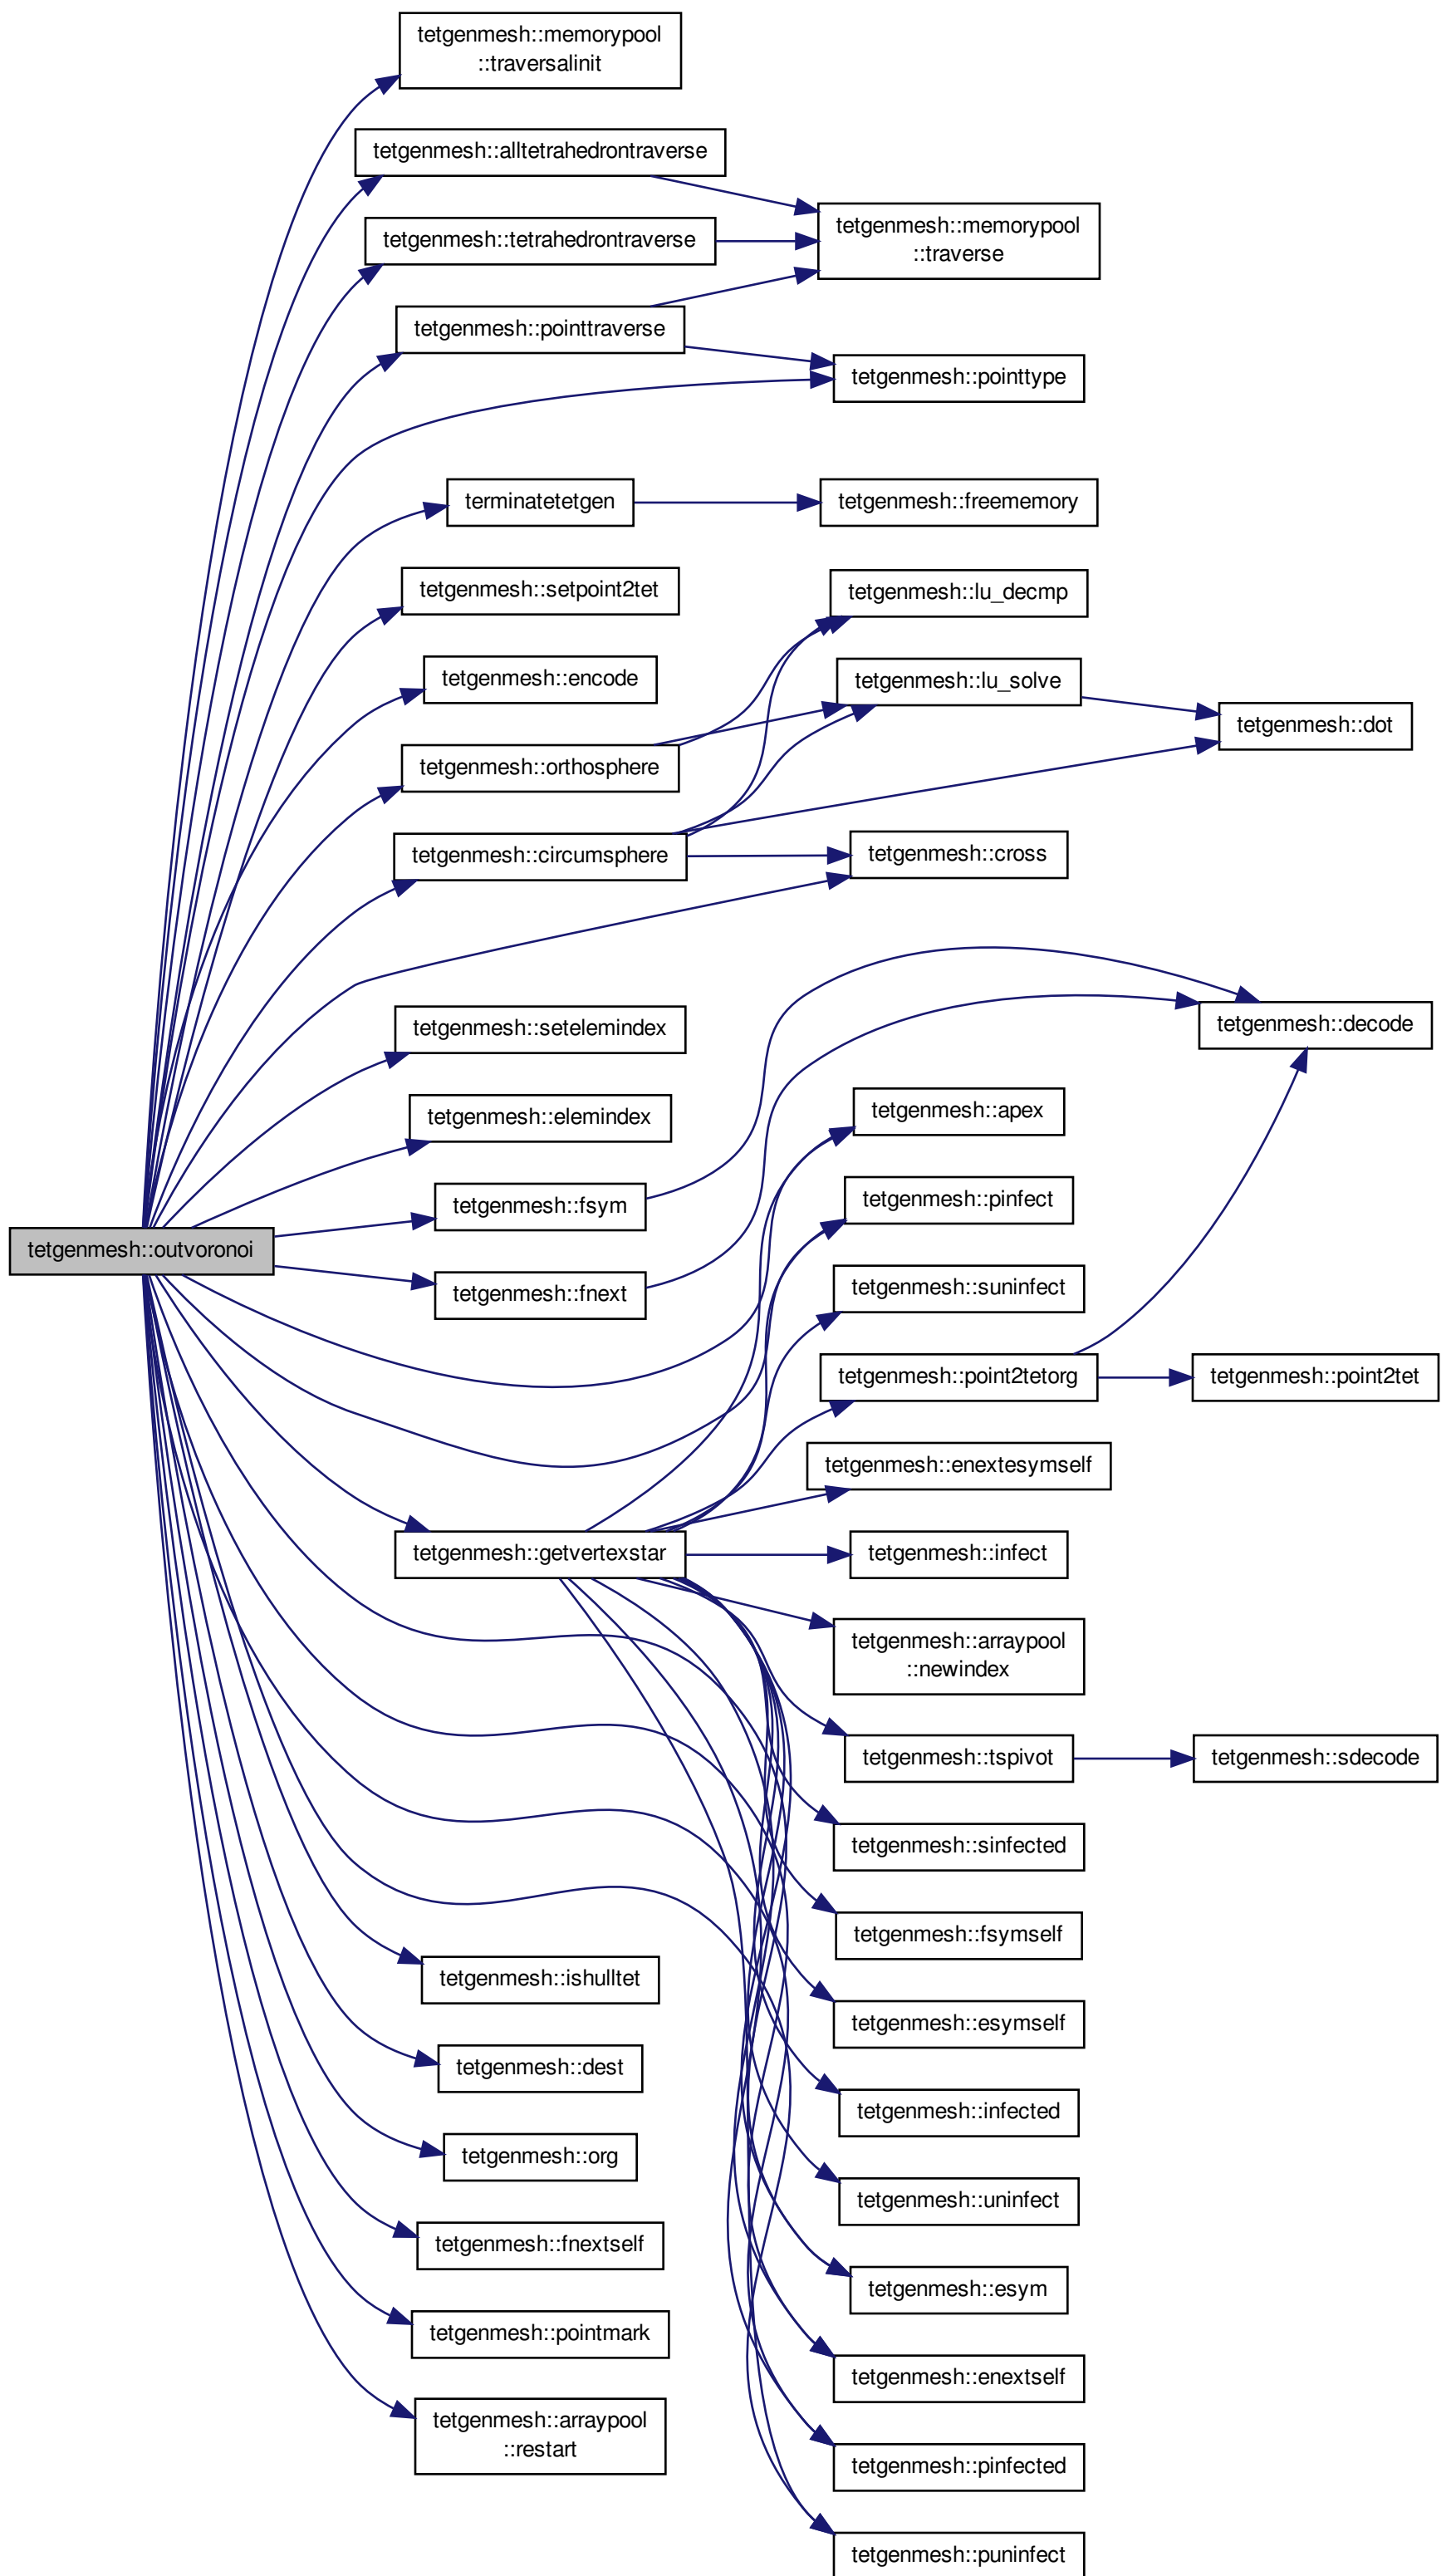 tetgenmesh::memorypool
::traversalinit
tetgenmesh::alltetrahedrontraverse
tetgenmesh::memorypool
::traverse
tetgenmesh::tetrahedrontraverse
tetgenmesh::pointtraverse
tetgenmesh::pointtype
terminatetetgen
tetgenmesh::freememory
tetgenmesh::setpoint2tet
tetgenmesh::lu_decmp
tetgenmesh::encode
tetgenmesh::lu_solve
tetgenmesh::dot
tetgenmesh::orthosphere
tetgenmesh::circumsphere
tetgenmesh::cross
tetgenmesh::setelemindex
tetgenmesh::decode
tetgenmesh::elemindex
tetgenmesh::apex
tetgenmesh::fsym
tetgenmesh::pinfect
tetgenmesh::outvoronoi
tetgenmesh::fnext
tetgenmesh::suninfect
tetgenmesh::point2tetorg
tetgenmesh::point2tet
tetgenmesh::enextesymself
tetgenmesh::getvertexstar
tetgenmesh::infect
tetgenmesh::arraypool
::newindex
tetgenmesh::tspivot
tetgenmesh::sdecode
tetgenmesh::sinfected
tetgenmesh::fsymself
tetgenmesh::ishulltet
tetgenmesh::esymself
tetgenmesh::dest
tetgenmesh::infected
tetgenmesh::org
tetgenmesh::uninfect
tetgenmesh::fnextself
tetgenmesh::esym
tetgenmesh::pointmark
tetgenmesh::enextself
tetgenmesh::arraypool
::restart
tetgenmesh::pinfected
tetgenmesh::puninfect